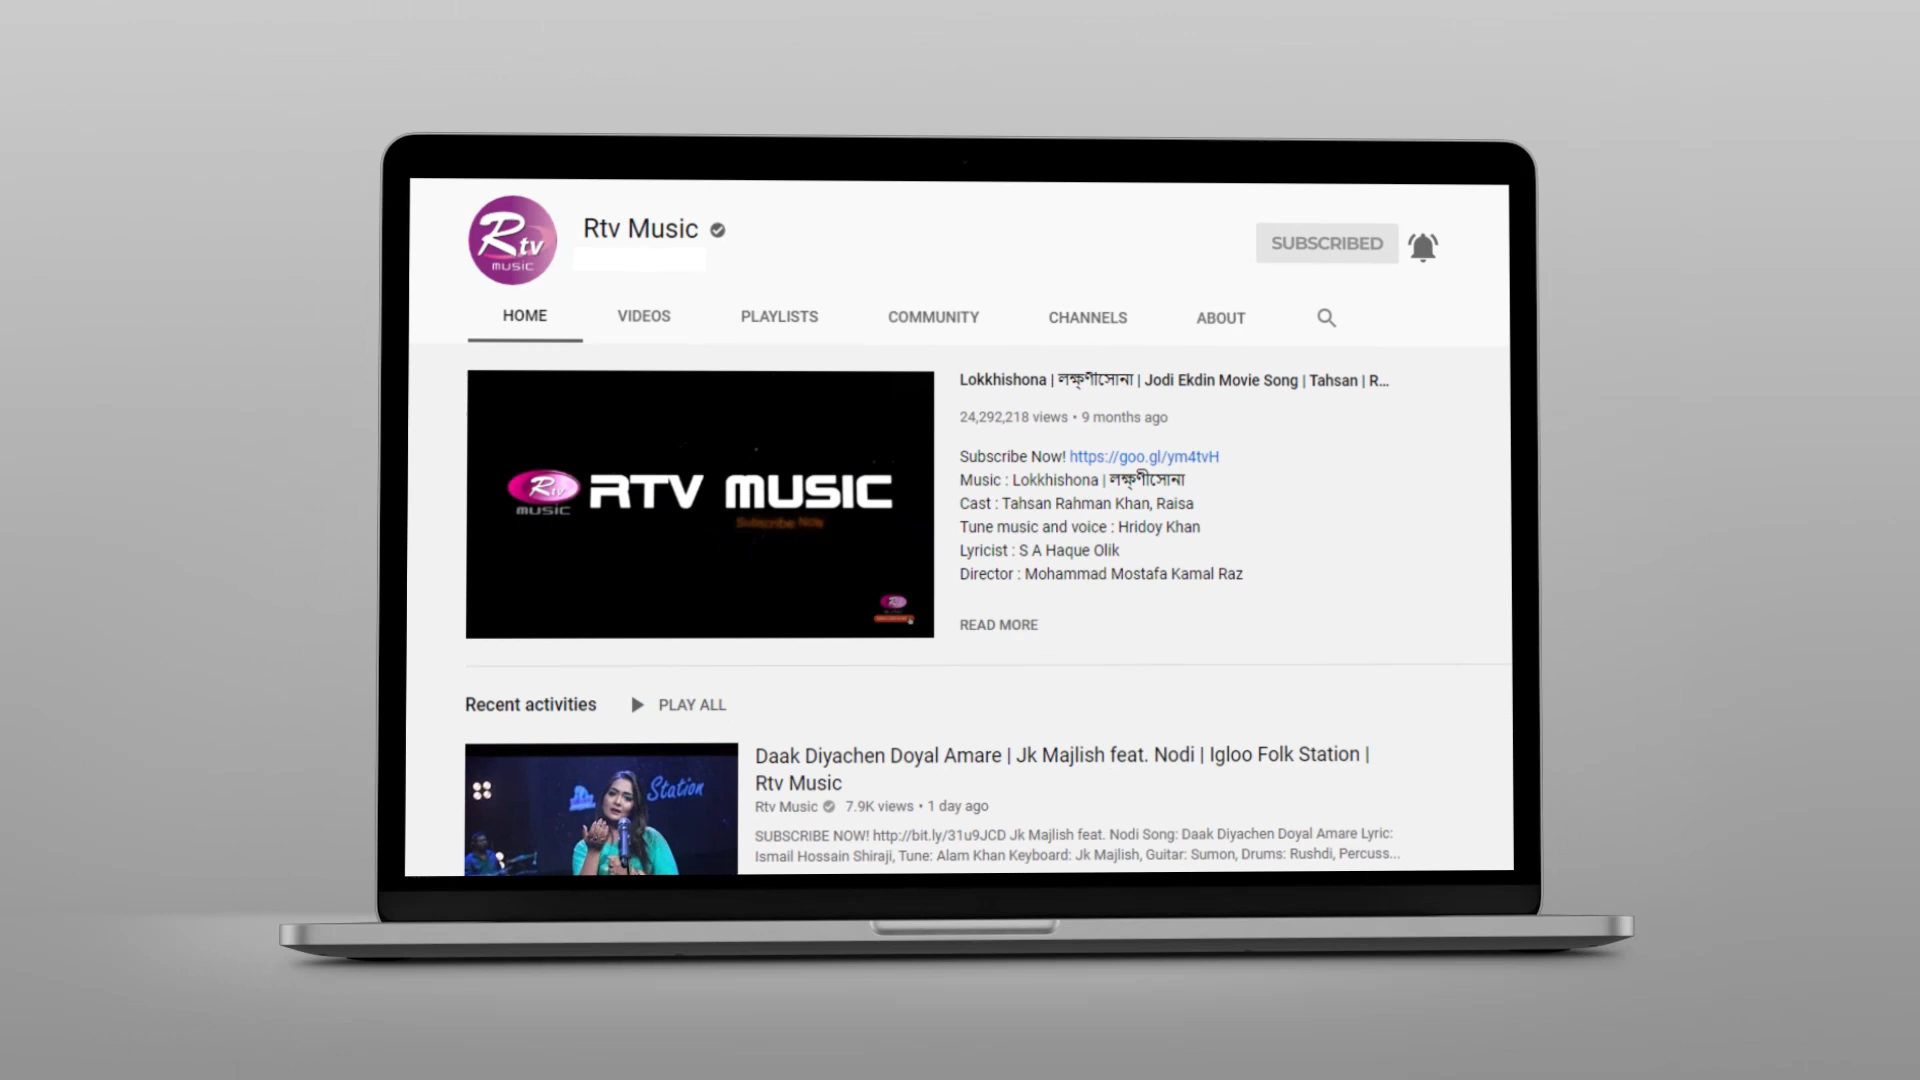 Rtv
MUSIC
Rtv Music
SUBSCRIBED
HOME VIDEOS PLAYLISTS COMMUNITY CHANNELS ABOUT
Lokkhishona | লক্ষ্ণীসোনা | Jodi Ekdin Movie Song | Tahsan | R...
24,292,218 views • 9 months ago
Rtv
MUSIC
RTV MUSIC
Subscribe Now
Subscribe Now! https://goo.gl/ym4tvH
Music : Lokkhishona | লক্ষ্ণীসোনা
Cast : Tahsan Rahman Khan, Raisa
Tune music and voice : Hridoy Khan
Lyricist : S A Haque Olik
Director : Mohammad Mostafa Kamal Raz
READ MORE
Recent activities PLAY ALL
Station
Daak Diyachen Doyal Amare | Jk Majlish feat. Nodi | Igloo Folk Station |
Rtv Music
Rtv Music 7.9K views • 1 day ago
SUBSCRIBE NOW! http://bit.ly/31u9JCD Jk Majlish feat. Nodi Song: Daak Diyachen Doyal Amare Lyric:
Ismail Hossain Shiraji, Tune: Alam Khan Keyboard: Jk Majlish, Guitar: Sumon, Drums: Rushdi, Percuss...